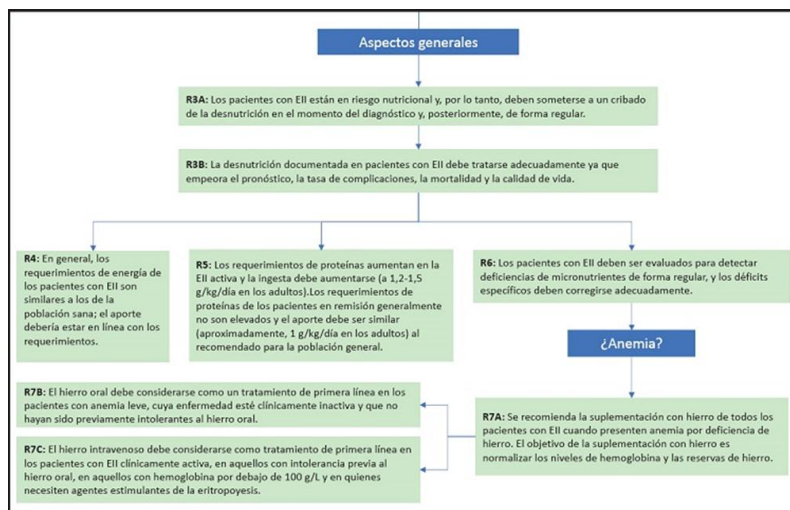 Aspectos generales
R3A: Los pacientes con EII están en riesgo nutricional y, por lo tanto, deben someterse a un cribado
de la desnutrición en el momento del diagnóstico y, posteriormente, de forma regular.
R3B: La desnutrición documentada en pacientes con EII debe tratarse adecuadamente ya que
empeora el pronóstico, la tasa de complicaciones, la mortalidad y la calidad de vida.
R4: En general, los
requerimientos de energía de
los pacientes con EII son
similares a los de la
población sana; el aporte
debería estar en línea con los
requerimientos.
R5: Los requerimientos de proteínas aumentan en la
EII activa y la ingesta debe aumentarse (a 1,2-1,5
g/kg/día en los adultos).Los requerimientos de
proteínas de los pacientes en remisión generalmente
no son elevados y el aporte debe ser similar
(aproximadamente, 1 g/kg/día en los adultos) al
recomendado para la población general.
R6: Los pacientes con EII deben ser evaluados para detectar
deficiencias de micronutrientes de forma regular, y los déficits
específicos deben corregirse adecuadamente.
¿Anemia?
R7B: El hierro oral debe considerarse como un tratamiento de primera línea en los
pacientes con anemia leve, cuya enfermedad esté clínicamente inactiva y que no
hayan sido previamente intolerantes al hierro oral.
R7A: Se recomienda la suplementación con hierro de todos los
pacientes con EII cuando presenten anemia por deficiencia de
hierro. El objetivo de la suplementación con hierro es
normalizar los niveles de hemoglobina y las reservas de hierro.
R7C: El hierro intravenoso debe considerarse como tratamiento de primera línea en
los pacientes con EII clínicamente activa, en aquellos con intolerancia previa al
hierro oral, en aquellos con hemoglobina por debajo de 100 g/L y en quienes
necesiten agentes estimulantes de la eritropoyesis.